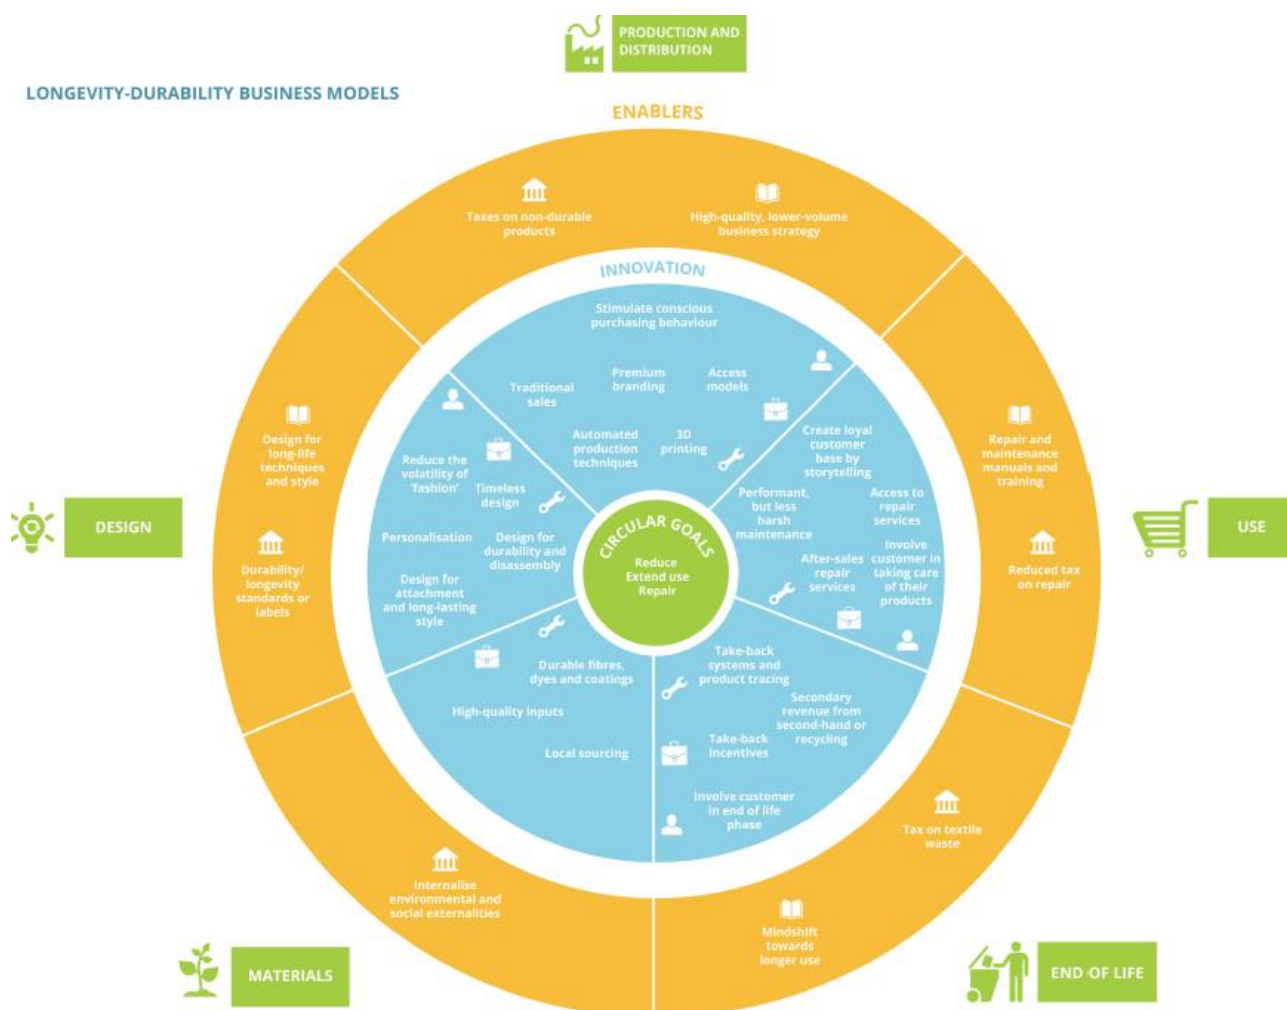 PRODUCTION AND
DISTRIBUTION
LONGEVITY-DURABILITY BUSINESS MODELS
ENABLERS
Taxes on non-durable
products
High-quality, lower-volume
business strategy
INNOVATION
Stimulate conscious
purchasing behaviour
Traditional
sales
Premium
branding
Access
models
Automated
production
techniques
3D
printing
Design for
long-life
techniques
and style
Durability/
longevity
standards or
labels
Reduce the
volatility of
‘fashion’
Timeless
design
Personalisation
Design for
durability and
disassembly
Design for
attachment
and long-lasting
style
Create loyal
customer
base by
storytelling
Performant,
but less
harsh
maintenance
Access to
repair
services
After-sales
repair
services
Involve
customer in
taking care
of their
products
Repair and
maintenance
manuals and
training
Reduced tax
on repair
DESIGN
USE
CIRCULAR GOALS
Reduce
Extend use
Repair
Durable fibres,
dyes and coatings
High-quality inputs
Local sourcing
Take-back
systems and
product tracing
Secondary
revenue from
second-hand or
recycling
Take-back
incentives
Involve customer
in end of life
phase
Internalise
environmental and
social externalities
Tax on textile
waste
Mindshift
towards
longer use
MATERIALS
END OF LIFE